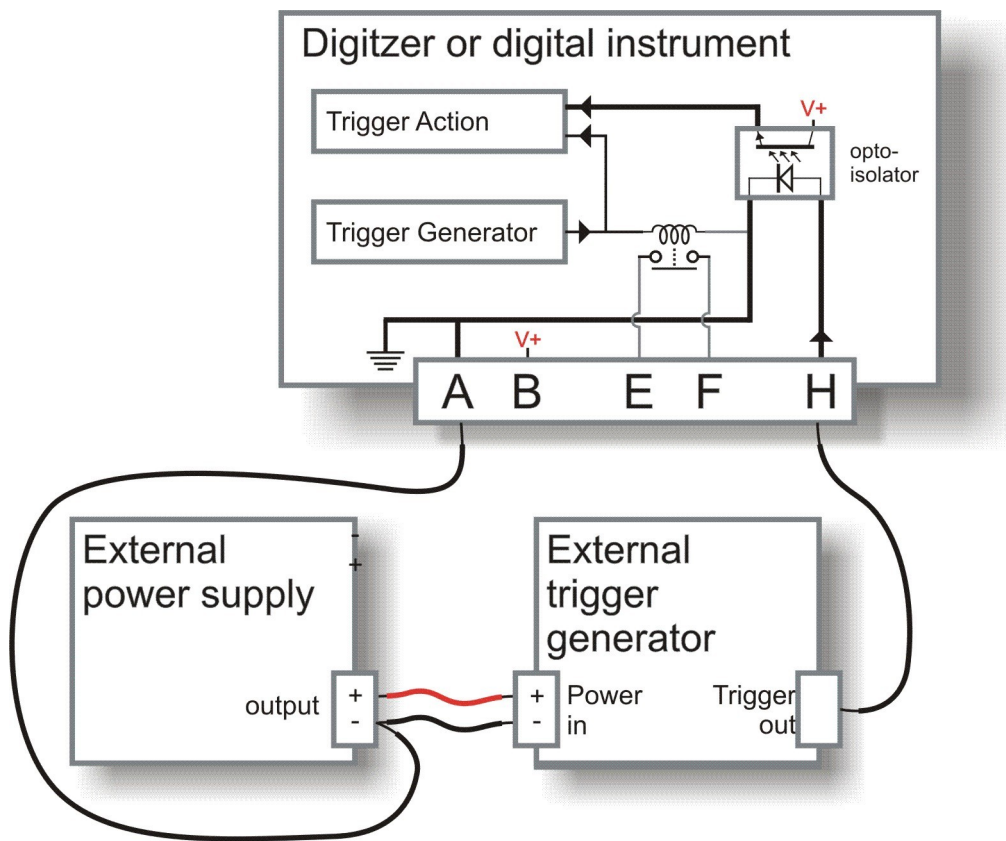 Digitzer or digital instrument
Trigger Action
V+
opto-
isolator
Trigger Generator
V+
A B E F H
External
power supply
-
+
output
+
-
External
trigger
generator
+
-
Power
in
Trigger
out